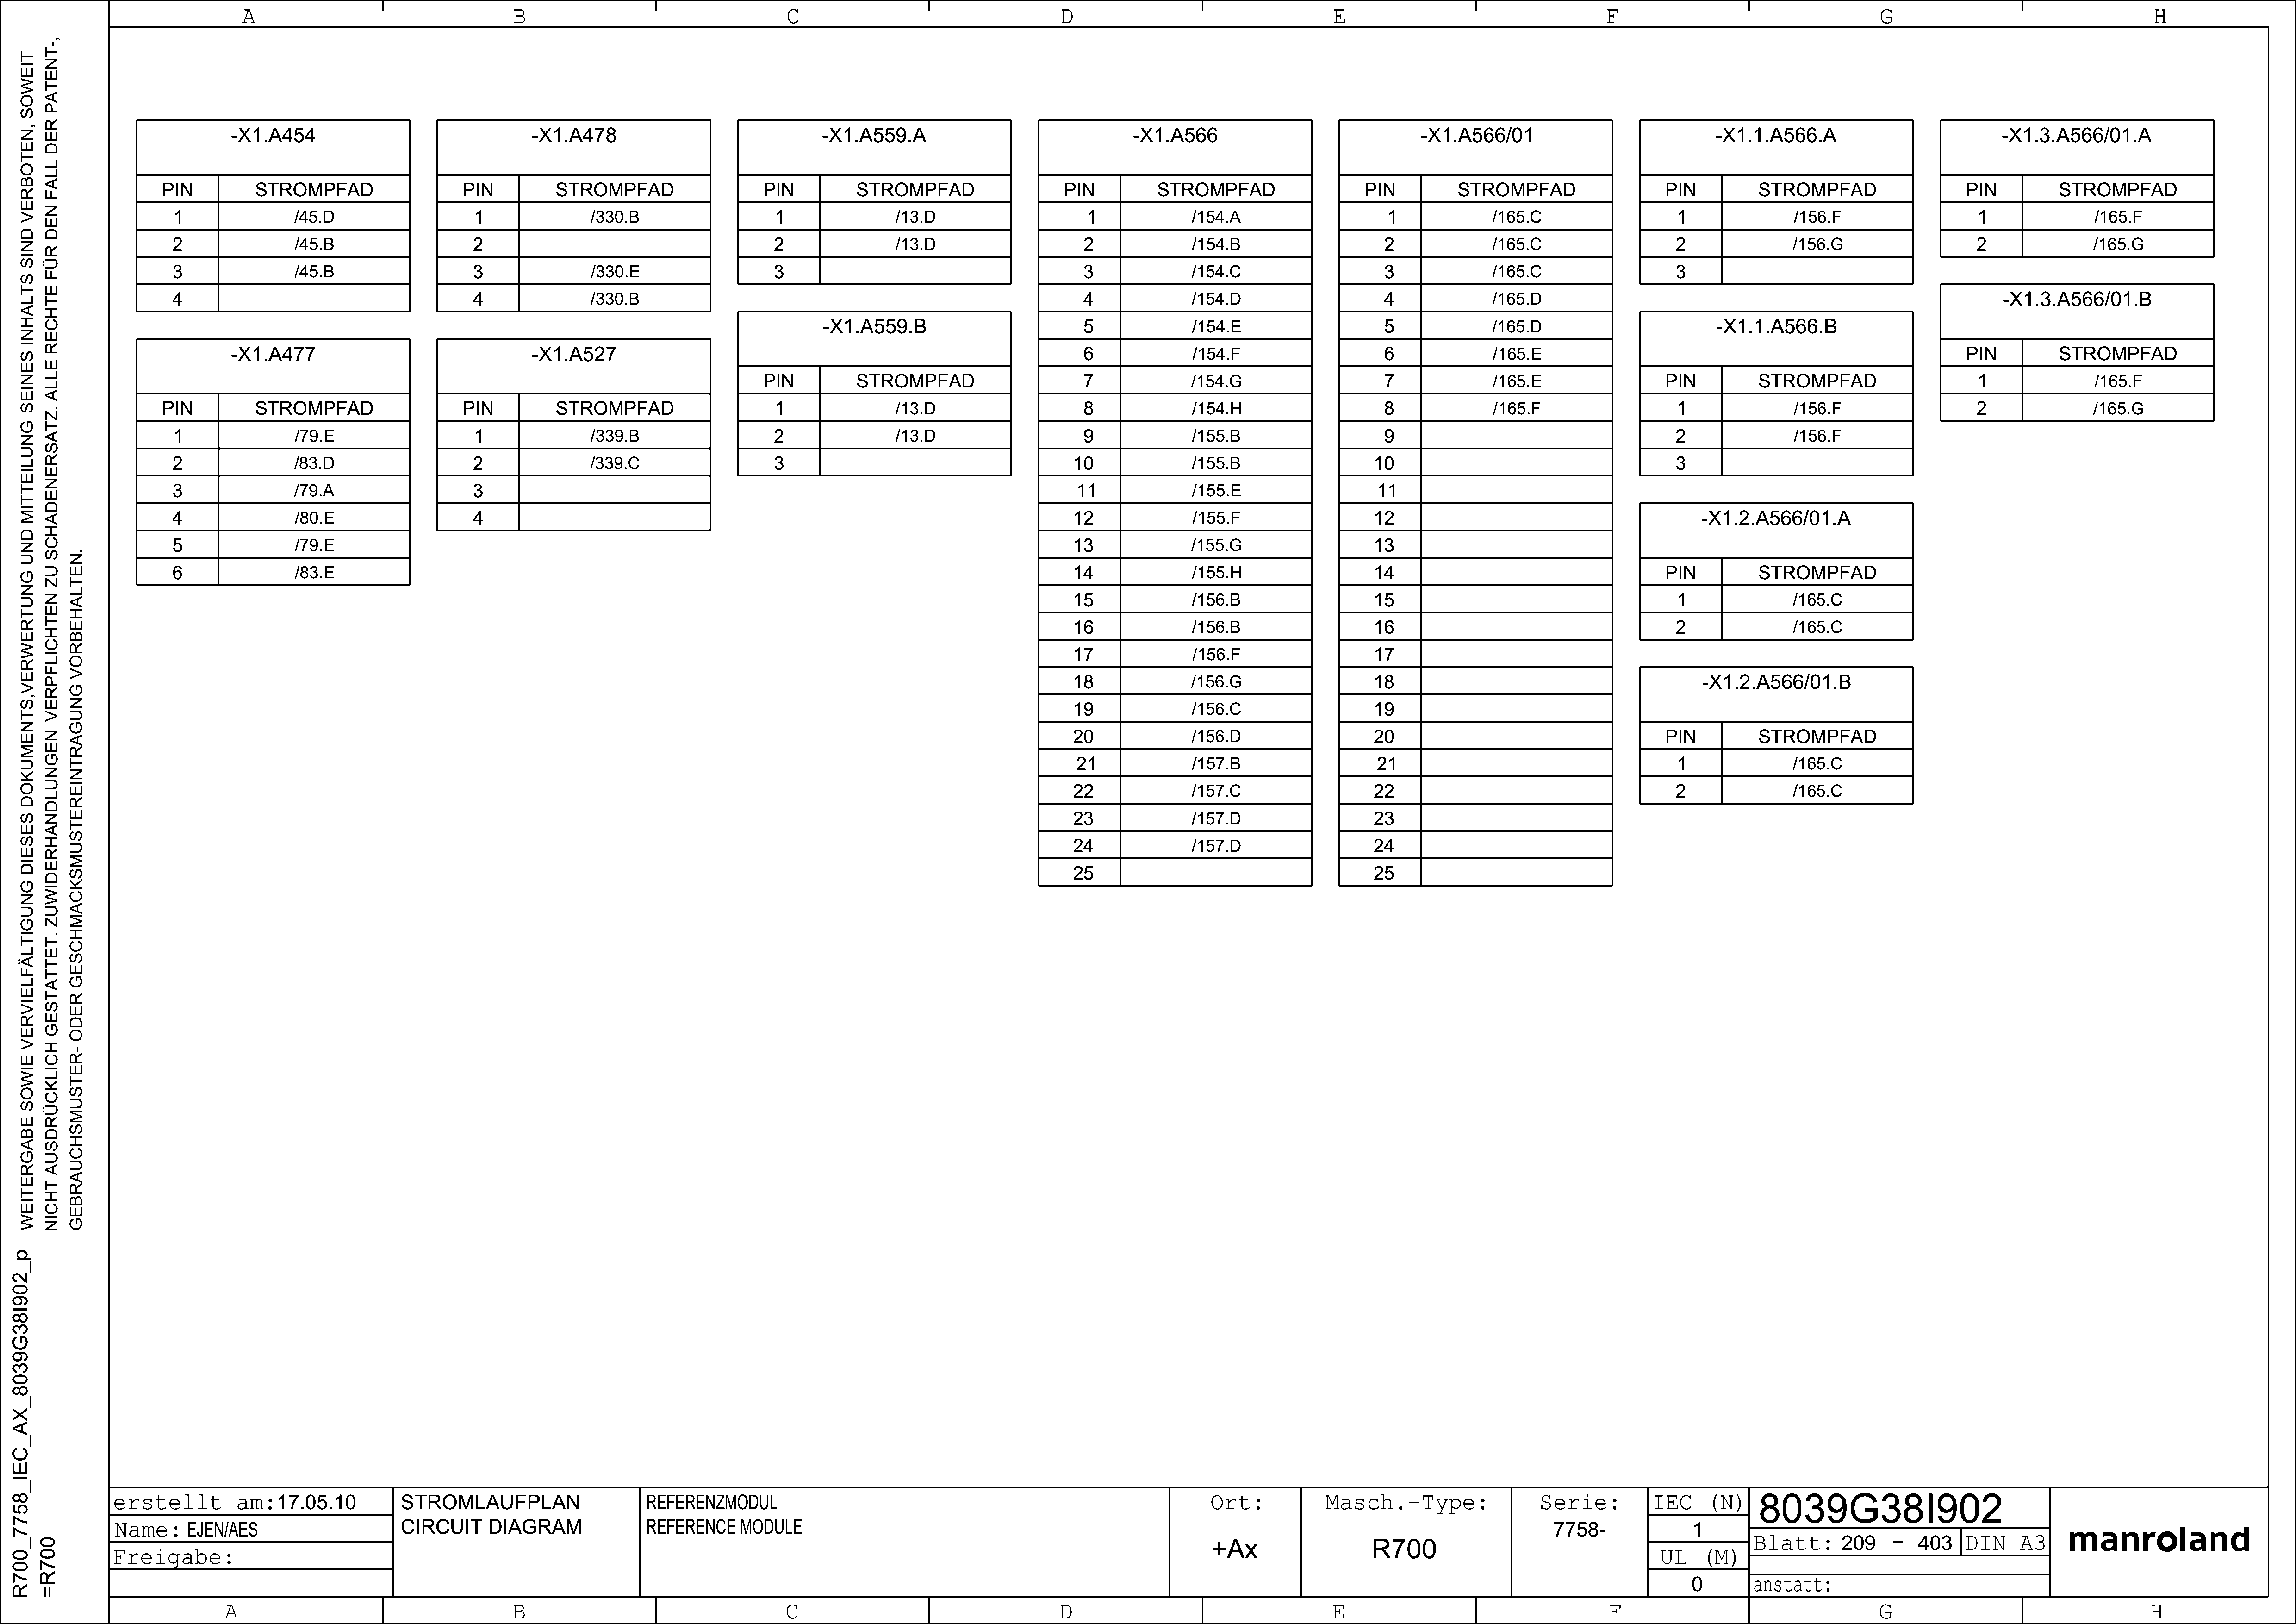 A B C D E F G H
WEITERGABE SOWIE VERVIELFÄLTIGUNG DIESES DOKUMENTS,VERWERTUNG UND MITTEILUNG SEINES INHALTS SIND VERBOTEN, SOWEIT
NICHT AUSDRÜCKLICH GESTATTET. ZUWIDERHANDLUNGEN VERPFLICHTEN ZU SCHADENERSATZ. ALLE RECHTE FÜR DEN FALL DER PATENT-,
GEBRAUCHSMUSTER- ODER GESCHMACKSMUSTEREINTRAGUNG VORBEHALTEN.
R700_7758_IEC_AX_8039G38I902_p
=R700
-X1.A454
PIN STROMPFAD
1 /45.D
2 /45.B
3 /45.B
4
-X1.A477
PIN STROMPFAD
1 /79.E
2 /83.D
3 /79.A
4 /80.E
5 /79.E
6 /83.E
-X1.A478
PIN STROMPFAD
1 /330.B
2
3 /330.E
4 /330.B
-X1.A527
PIN STROMPFAD
1 /339.B
2 /339.C
3
4
-X1.A559.A
PIN STROMPFAD
1 /13.D
2 /13.D
3
-X1.A559.B
PIN STROMPFAD
1 /13.D
2 /13.D
3
-X1.A566
PIN STROMPFAD
1 /154.A
2 /154.B
3 /154.C
4 /154.D
5 /154.E
6 /154.F
7 /154.G
8 /154.H
9 /155.B
10 /155.B
11 /155.E
12 /155.F
13 /155.G
14 /155.H
15 /156.B
16 /156.B
17 /156.F
18 /156.G
19 /156.C
20 /156.D
21 /157.B
22 /157.C
23 /157.D
24 /157.D
25
-X1.A566/01
PIN STROMPFAD
1 /165.C
2 /165.C
3 /165.C
4 /165.D
5 /165.D
6 /165.E
7 /165.E
8 /165.F
9
10
11
12
13
14
15
16
17
18
19
20
21
22
23
24
25
-X1.1.A566.A
PIN STROMPFAD
1 /156.F
2 /156.G
3
-X1.1.A566.B
PIN STROMPFAD
1 /156.F
2 /156.F
3
-X1.2.A566/01.A
PIN STROMPFAD
1 /165.C
2 /165.C
-X1.2.A566/01.B
PIN STROMPFAD
1 /165.C
2 /165.C
-X1.3.A566/01.A
PIN STROMPFAD
1 /165.F
2 /165.G
-X1.3.A566/01.B
PIN STROMPFAD
1 /165.F
2 /165.G
erstellt am:17.05.10
Name: EJEN/AES
Freigabe:
STROMLAUFPLAN
CIRCUIT DIAGRAM
REFERENZMODUL
REFERENCE MODULE
Ort:
+Ax
Masch.-Type:
R700
Serie:
7758-
IEC (N)
1
UL (M)
0
8039G38I902
Blatt: 209 - 403 DIN A3
anstatt:
manroland
A B C D E F G H